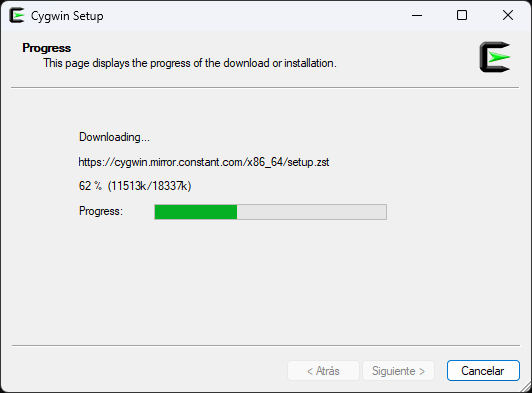 Cygwin Setup
Progress
This page displays the progress of the download or installation.
Downloading...
https://cygwin.mirror.constant.com/x86_64/setup.zst
62 % (11513k/18337k)
Progress:
< Atrás
Siguiente >
Cancelar